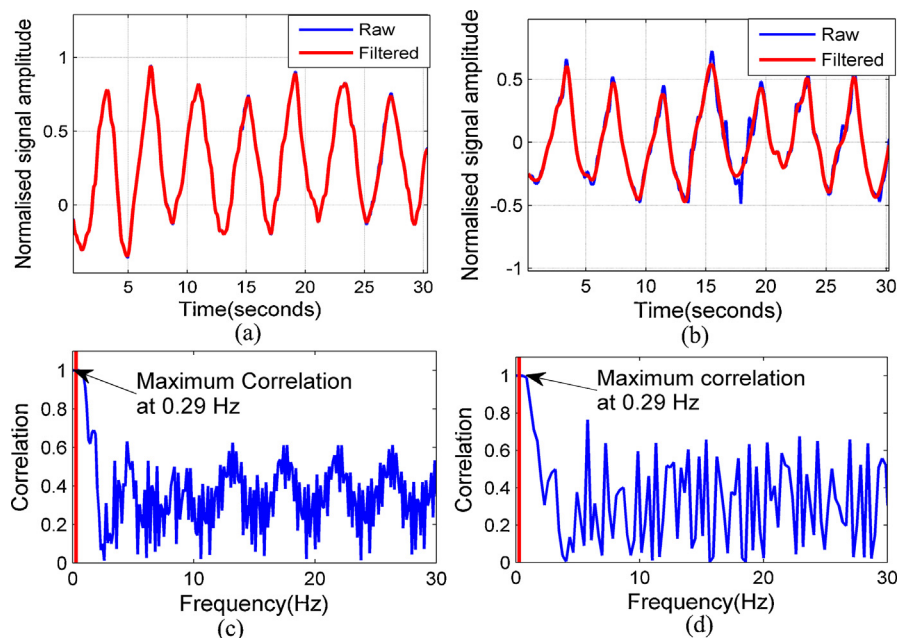 Normalised signal amplitude
1
0.5
0
Raw
Filtered
5 10 15 20 25 30
Time(seconds)
(a)
Normalised signal amplitude
0.5
0
-0.5
-1
Raw
Filtered
5 10 15 20 25 30
Time(seconds)
(b)
Correlation
1
0.8
0.6
0.4
0.2
0
Maximum Correlation
at 0.29 Hz
0 10 20 30
Frequency(Hz)
(c)
Correlation
1
0.8
0.6
0.4
0.2
0
Maximum correlation
at 0.29 Hz
0 10 20 30
Frequency(Hz)
(d)